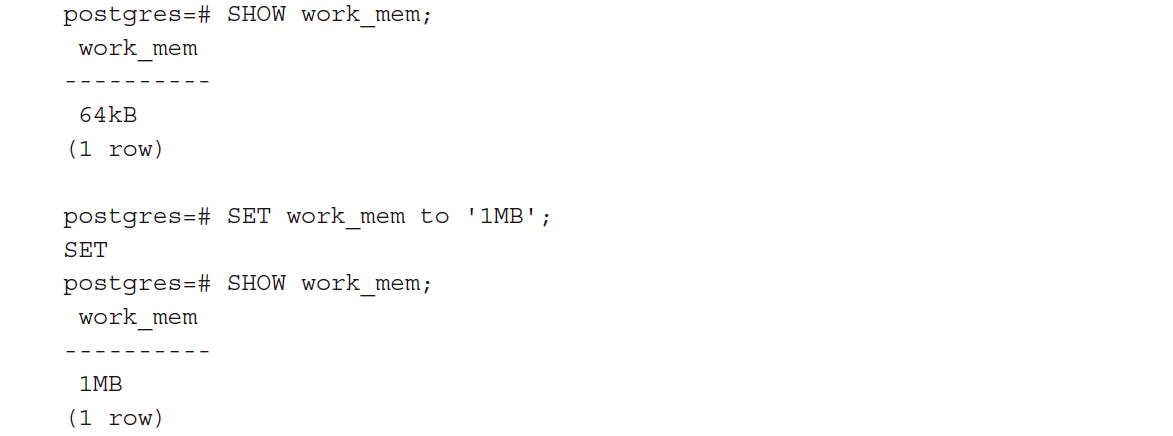 postgres=# SHOW work_mem;
work_mem
----------
64kB
(1 row)
postgres=# SET work_mem to '1MB';
SET
postgres=# SHOW work_mem;
work_mem
----------
1MB
(1 row)